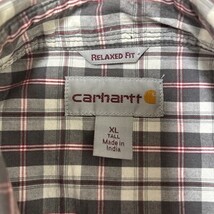 RELAXED FIT
carhartt
XL
TALL
Made in
India